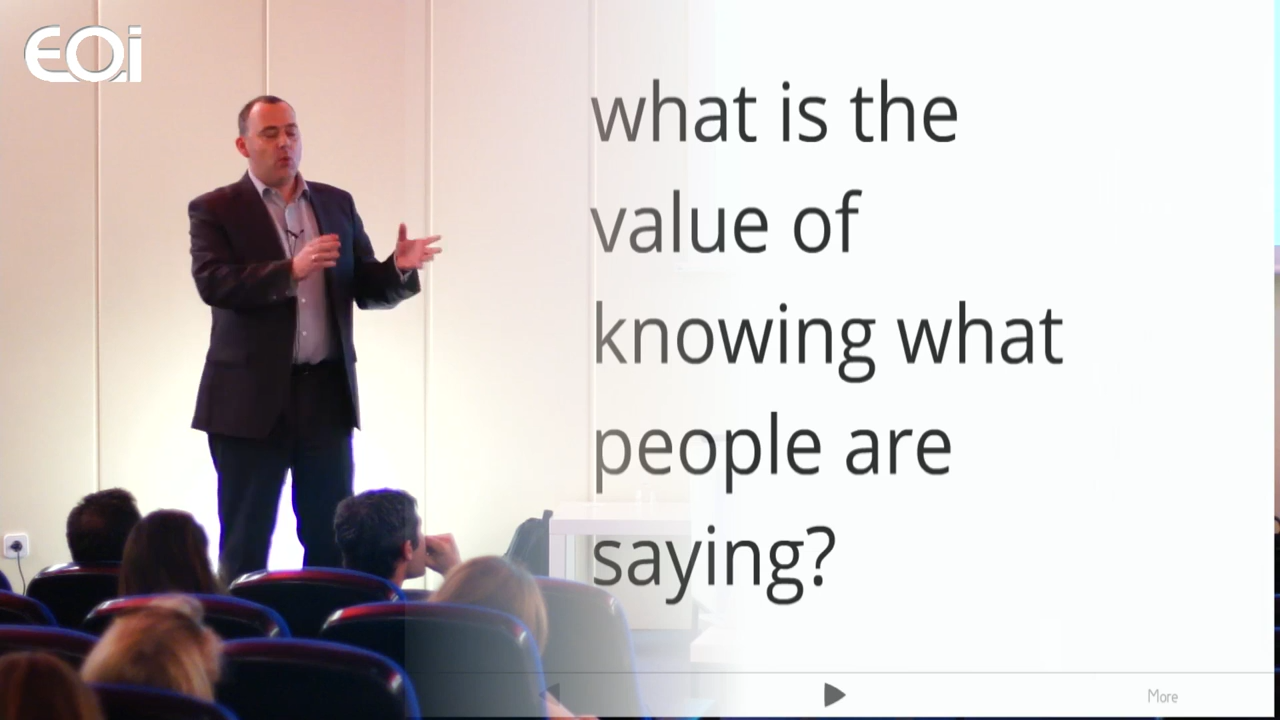 EOi
what is the
value of
knowing what
people are
saying?
More